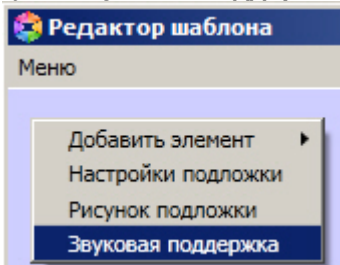 Редактор шаблона
Меню
Добавить элемент
Настройки подложки
Рисунок подложки
Звуковая поддержка